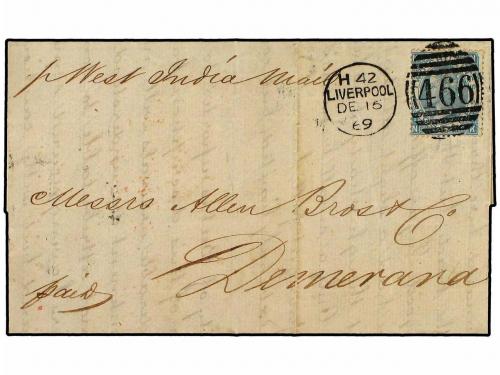 p West India Mail
H 42
LIVERPOOL
DE 15
69
466
N
K
Messrs Allen Bros & Co
Demerara
paid